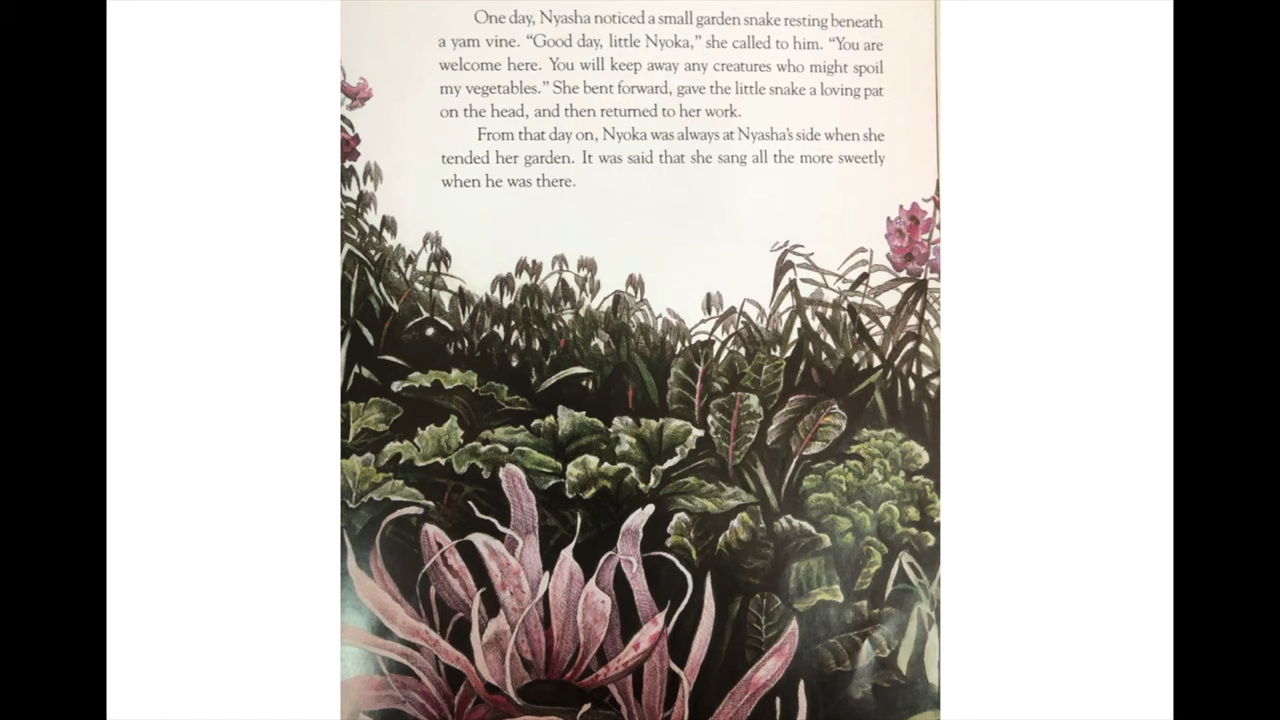 One day, Nyasha noticed a small garden snake resting beneath
a yam vine. “Good day, little Nyoka,” she called to him. “You are
welcome here. You will keep away any creatures who might spoil
my vegetables.” She bent forward, gave the little snake a loving pat
on the head, and then returned to her work.
From that day on, Nyoka was always at Nyasha’s side when she
tended her garden. It was said that she sang all the more sweetly
when he was there.